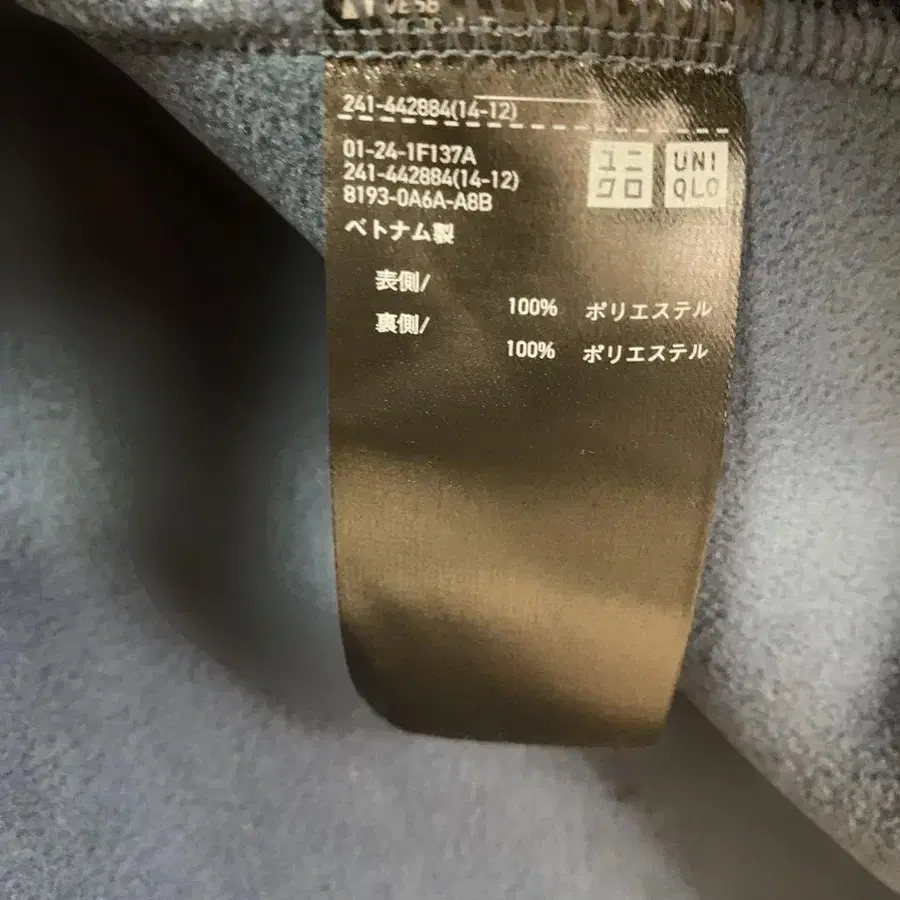 241-442884(14-12)
01-24-1F137A
241-442884(14-12)
8193-0A6A-A8B
ベトナム製
ユニ
クロ
UNI
QLO
表側/
100% ポリエステル
裏側/
100% ポリエステル